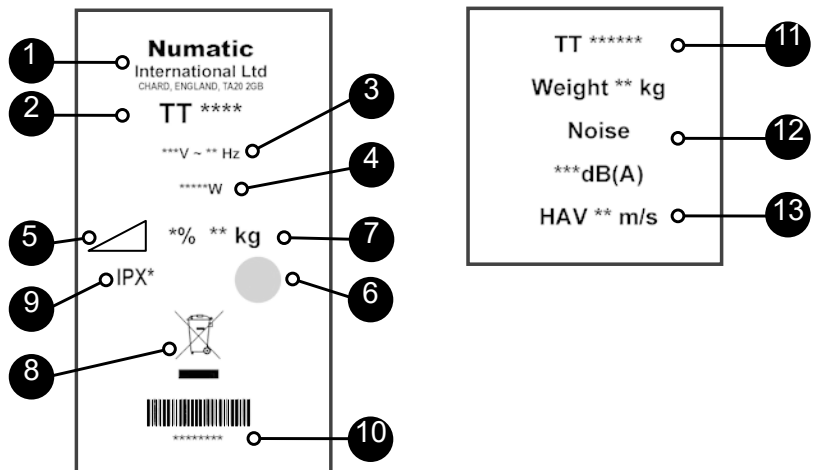 1
Numatic
International Ltd
CHARD, ENGLAND, TA20 2GB
2
TT ****
3
***V ~ ** Hz
4
*****W
5
*% ** kg
7
9
IPX*
6
8
********
10
TT ******
11
Weight ** kg
Noise
12
***dB(A)
HAV ** m/s
13